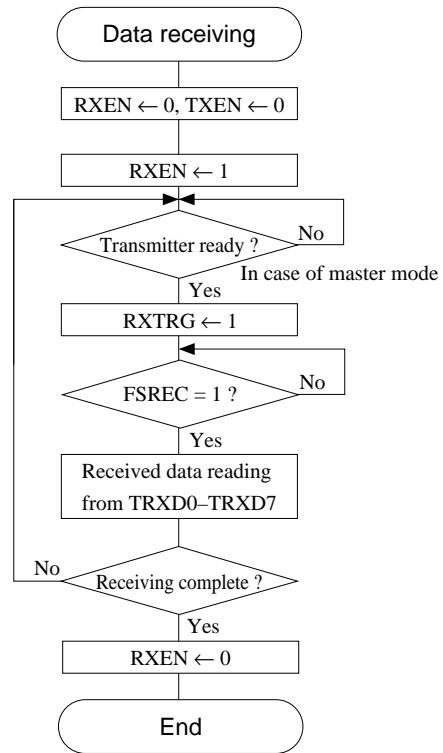 Data receiving
RXEN ← 0, TXEN ← 0
RXEN ← 1
Transmitter ready ?
No
In case of master mode
Yes
RXTRG ← 1
FSREC = 1 ?
No
Yes
Received data reading
from TRXD0–TRXD7
No
Receiving complete ?
Yes
RXEN ← 0
End